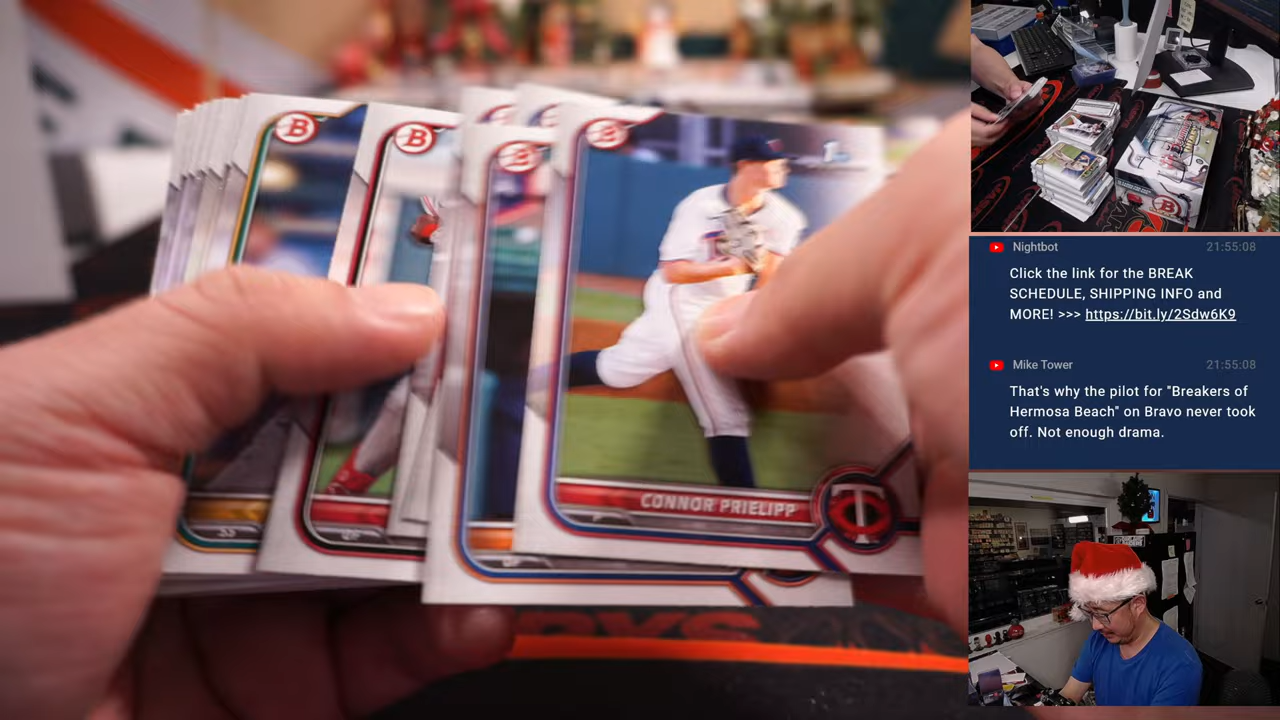 B
B
B
B
1st
CONNOR PRIELIPP
TC
Nightbot
21:55:08
Click the link for the BREAK
SCHEDULE, SHIPPING INFO and
MORE! >>> https://bit.ly/2Sdw6K9
Mike Tower
21:55:08
That's why the pilot for "Breakers of
Hermosa Beach" on Bravo never took
off. Not enough drama.